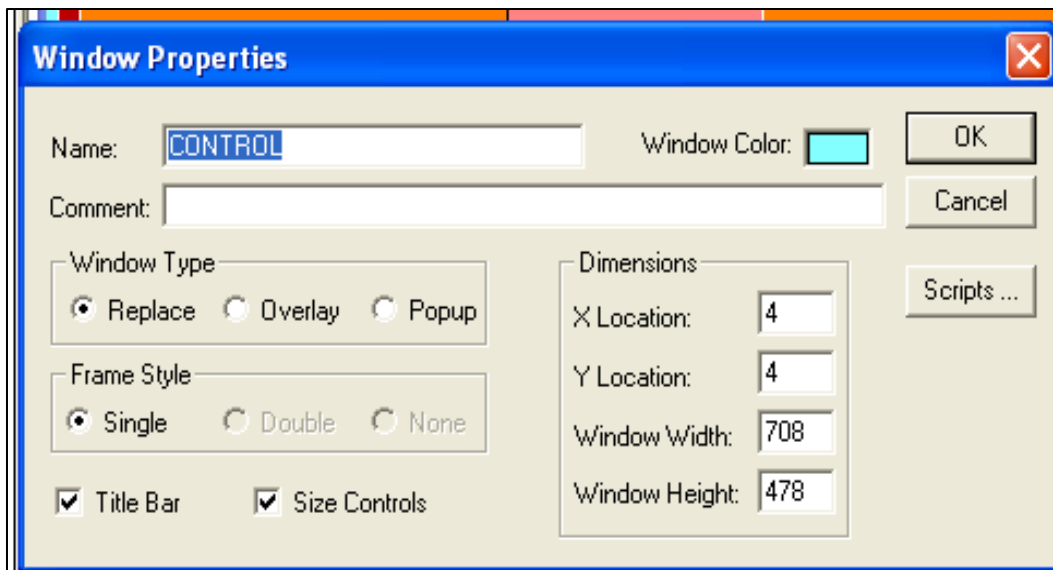 Window Properties
Name: CONTROL Window Color: OK
Comment: Cancel
Window Type Dimensions Scripts ...
Replace Overlay Popup X Location: 4
Frame Style Y Location: 4
Single Double None Window Width: 708
Title Bar Size Controls Window Height: 478